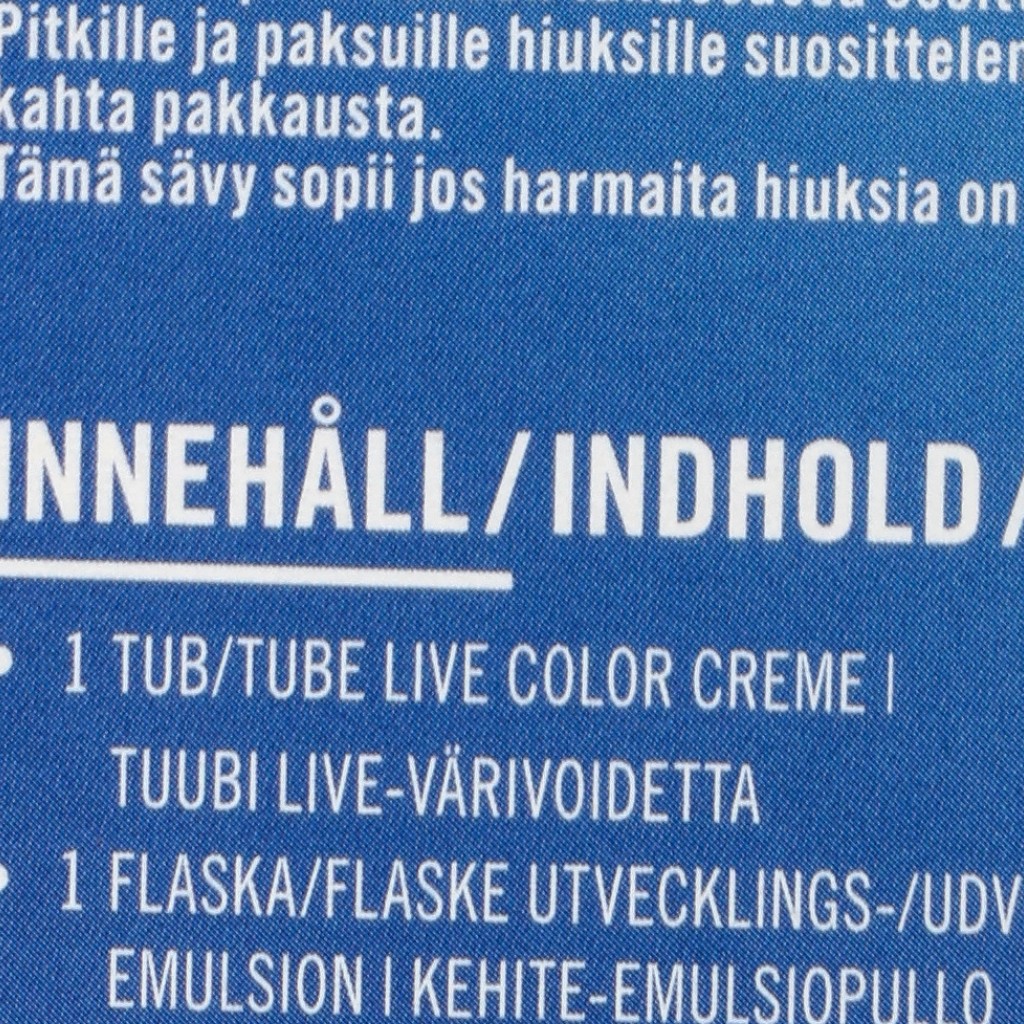 Pitkille ja paksuille hiuksille suosittelem
kahta pakkausta.
Tämä sävy sopii jos harmaita hiuksia on
INNEHÅLL / INDHOLD /
• 1 TUB/TUBE LIVE COLOR CREME |
TUUBI LIVE-VÄRIVOIDETTA
• 1 FLASKA/FLASKE UTVECKLINGS-/UDV
EMULSION | KEHITE-EMULSIOPULLO